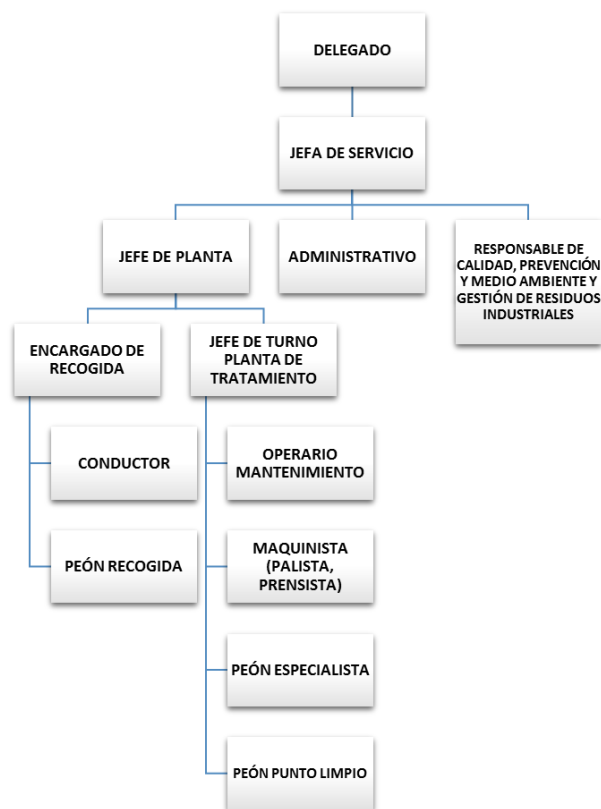 DELEGADO
JEFA DE SERVICIO
JEFE DE PLANTA
ADMINISTRATIVO
RESPONSABLE DE
CALIDAD, PREVENCIÓN
Y MEDIO AMBIENTE Y
GESTIÓN DE RESIDUOS
INDUSTRIALES
ENCARGADO DE
RECOGIDA
JEFE DE TURNO
PLANTA DE
TRATAMIENTO
CONDUCTOR
PEÓN RECOGIDA
OPERARIO
MANTENIMIENTO
MAQUINISTA
(PALISTA,
PRENSISTA)
PEÓN ESPECIALISTA
PEÓN PUNTO LIMPIO